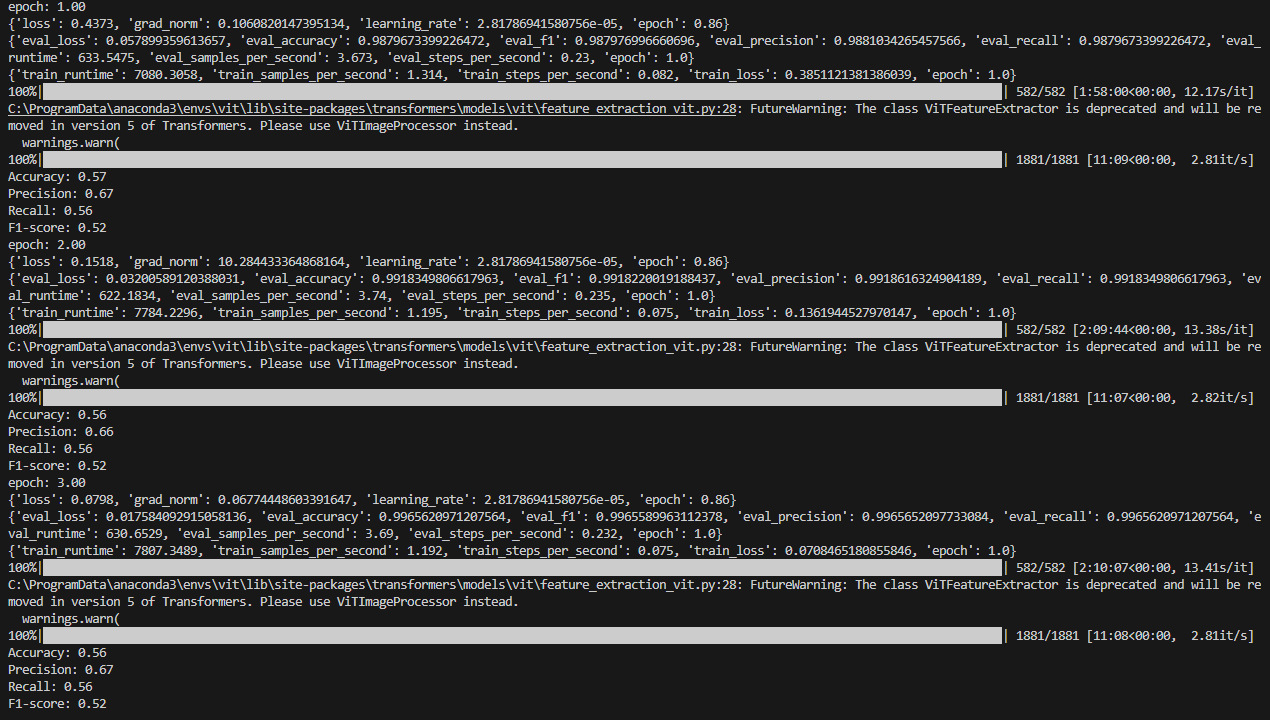 epoch: 1.00
{'loss': 0.4373, 'grad_norm': 0.1060820147395134, 'learning_rate': 2.81786941580756e-05, 'epoch': 0.86}
{'eval_loss': 0.057899359613657, 'eval_accuracy': 0.9879673399226472, 'eval_f1': 0.987976996660696, 'eval_precision': 0.9881034265457566, 'eval_recall': 0.9879673399226472, 'eval_
runtime': 633.5475, 'eval_samples_per_second': 3.673, 'eval_steps_per_second': 0.23, 'epoch': 1.0}
{'train_runtime': 7080.3058, 'train_samples_per_second': 1.314, 'train_steps_per_second': 0.082, 'train_loss': 0.3851121381386039, 'epoch': 1.0}
100%| | 582/582 [1:58:00<00:00, 12.17s/it]
C:\ProgramData\anaconda3\envs\vit\lib\site-packages\transformers\models\vit\feature_extraction_vit.py:28: FutureWarning: The class ViTFeatureExtractor is deprecated and will be re
moved in version 5 of Transformers. Please use ViTImageProcessor instead.
  warnings.warn(
100%| | 1881/1881 [11:09<00:00,  2.81it/s]
Accuracy: 0.57
Precision: 0.67
Recall: 0.56
F1-score: 0.52
epoch: 2.00
{'loss': 0.1518, 'grad_norm': 10.284433364868164, 'learning_rate': 2.81786941580756e-05, 'epoch': 0.86}
{'eval_loss': 0.03200589120388031, 'eval_accuracy': 0.9918349806617963, 'eval_f1': 0.9918220019188437, 'eval_precision': 0.9918616324904189, 'eval_recall': 0.9918349806617963, 'ev
al_runtime': 622.1834, 'eval_samples_per_second': 3.74, 'eval_steps_per_second': 0.235, 'epoch': 1.0}
{'train_runtime': 7784.2296, 'train_samples_per_second': 1.195, 'train_steps_per_second': 0.075, 'train_loss': 0.1361944527970147, 'epoch': 1.0}
100%| | 582/582 [2:09:44<00:00, 13.38s/it]
C:\ProgramData\anaconda3\envs\vit\lib\site-packages\transformers\models\vit\feature_extraction_vit.py:28: FutureWarning: The class ViTFeatureExtractor is deprecated and will be re
moved in version 5 of Transformers. Please use ViTImageProcessor instead.
  warnings.warn(
100%| | 1881/1881 [11:07<00:00,  2.82it/s]
Accuracy: 0.56
Precision: 0.66
Recall: 0.56
F1-score: 0.52
epoch: 3.00
{'loss': 0.0798, 'grad_norm': 0.06774448603391647, 'learning_rate': 2.81786941580756e-05, 'epoch': 0.86}
{'eval_loss': 0.017584092915058136, 'eval_accuracy': 0.9965620971207564, 'eval_f1': 0.9965589963112378, 'eval_precision': 0.9965652097733084, 'eval_recall': 0.9965620971207564, 'e
val_runtime': 630.6529, 'eval_samples_per_second': 3.69, 'eval_steps_per_second': 0.232, 'epoch': 1.0}
{'train_runtime': 7807.3489, 'train_samples_per_second': 1.192, 'train_steps_per_second': 0.075, 'train_loss': 0.0708465180855846, 'epoch': 1.0}
100%| | 582/582 [2:10:07<00:00, 13.41s/it]
C:\ProgramData\anaconda3\envs\vit\lib\site-packages\transformers\models\vit\feature_extraction_vit.py:28: FutureWarning: The class ViTFeatureExtractor is deprecated and will be re
moved in version 5 of Transformers. Please use ViTImageProcessor instead.
  warnings.warn(
100%| | 1881/1881 [11:08<00:00,  2.81it/s]
Accuracy: 0.56
Precision: 0.67
Recall: 0.56
F1-score: 0.52